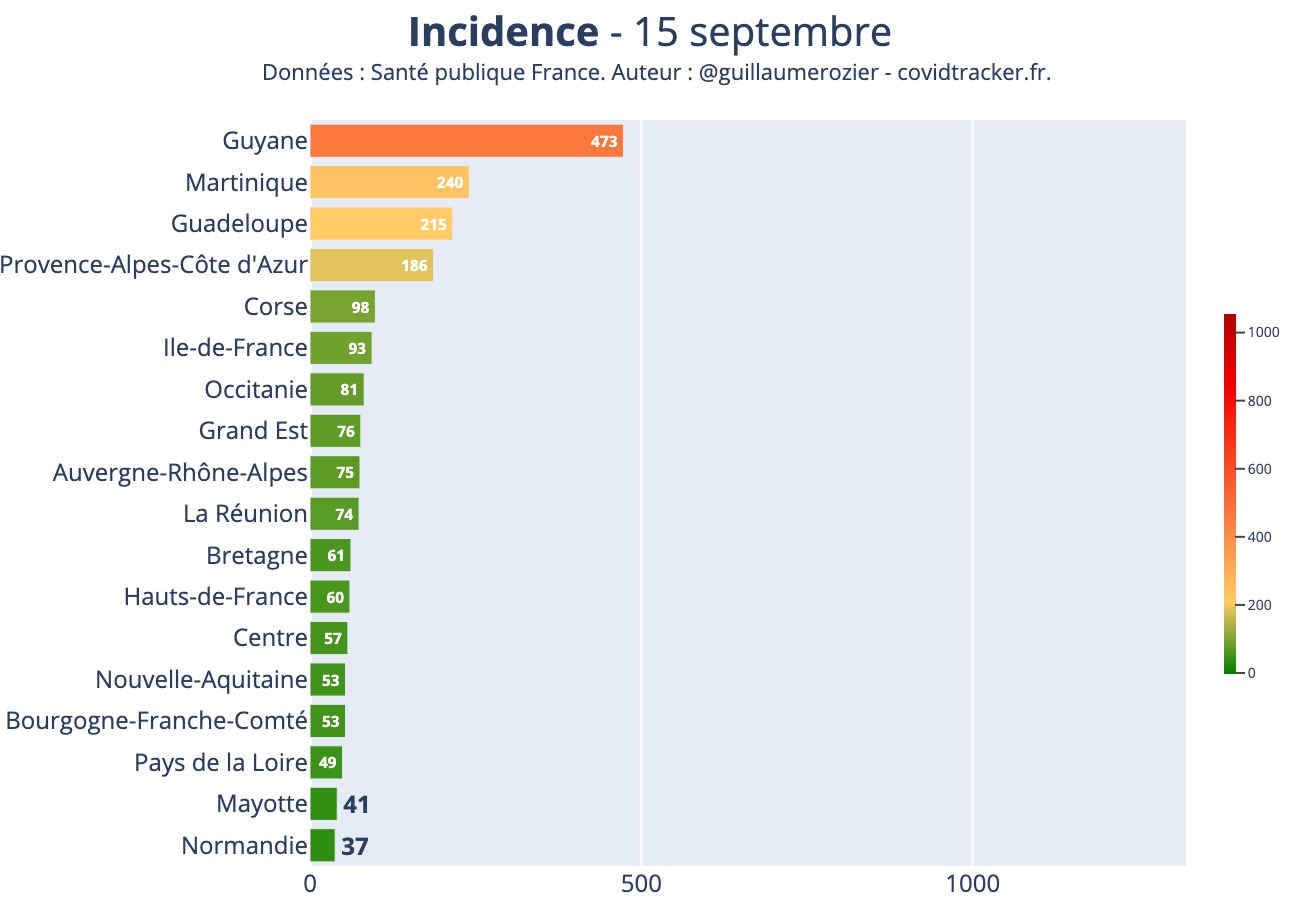 Incidence - 15 septembre
Données : Santé publique France. Auteur : @guillaumerozier - covidtracker.fr.
Guyane 473
Martinique 240
Guadeloupe 215
Provence-Alpes-Côte d'Azur 186
Corse 98
Ile-de-France 93
Occitanie 81
Grand Est 76
Auvergne-Rhône-Alpes 75
La Réunion 74
Bretagne 61
Hauts-de-France 60
Centre 57
Nouvelle-Aquitaine 53
Bourgogne-Franche-Comté 53
Pays de la Loire 49
Mayotte 41
Normandie 37
0 500 1000
1000
800
600
400
200
0